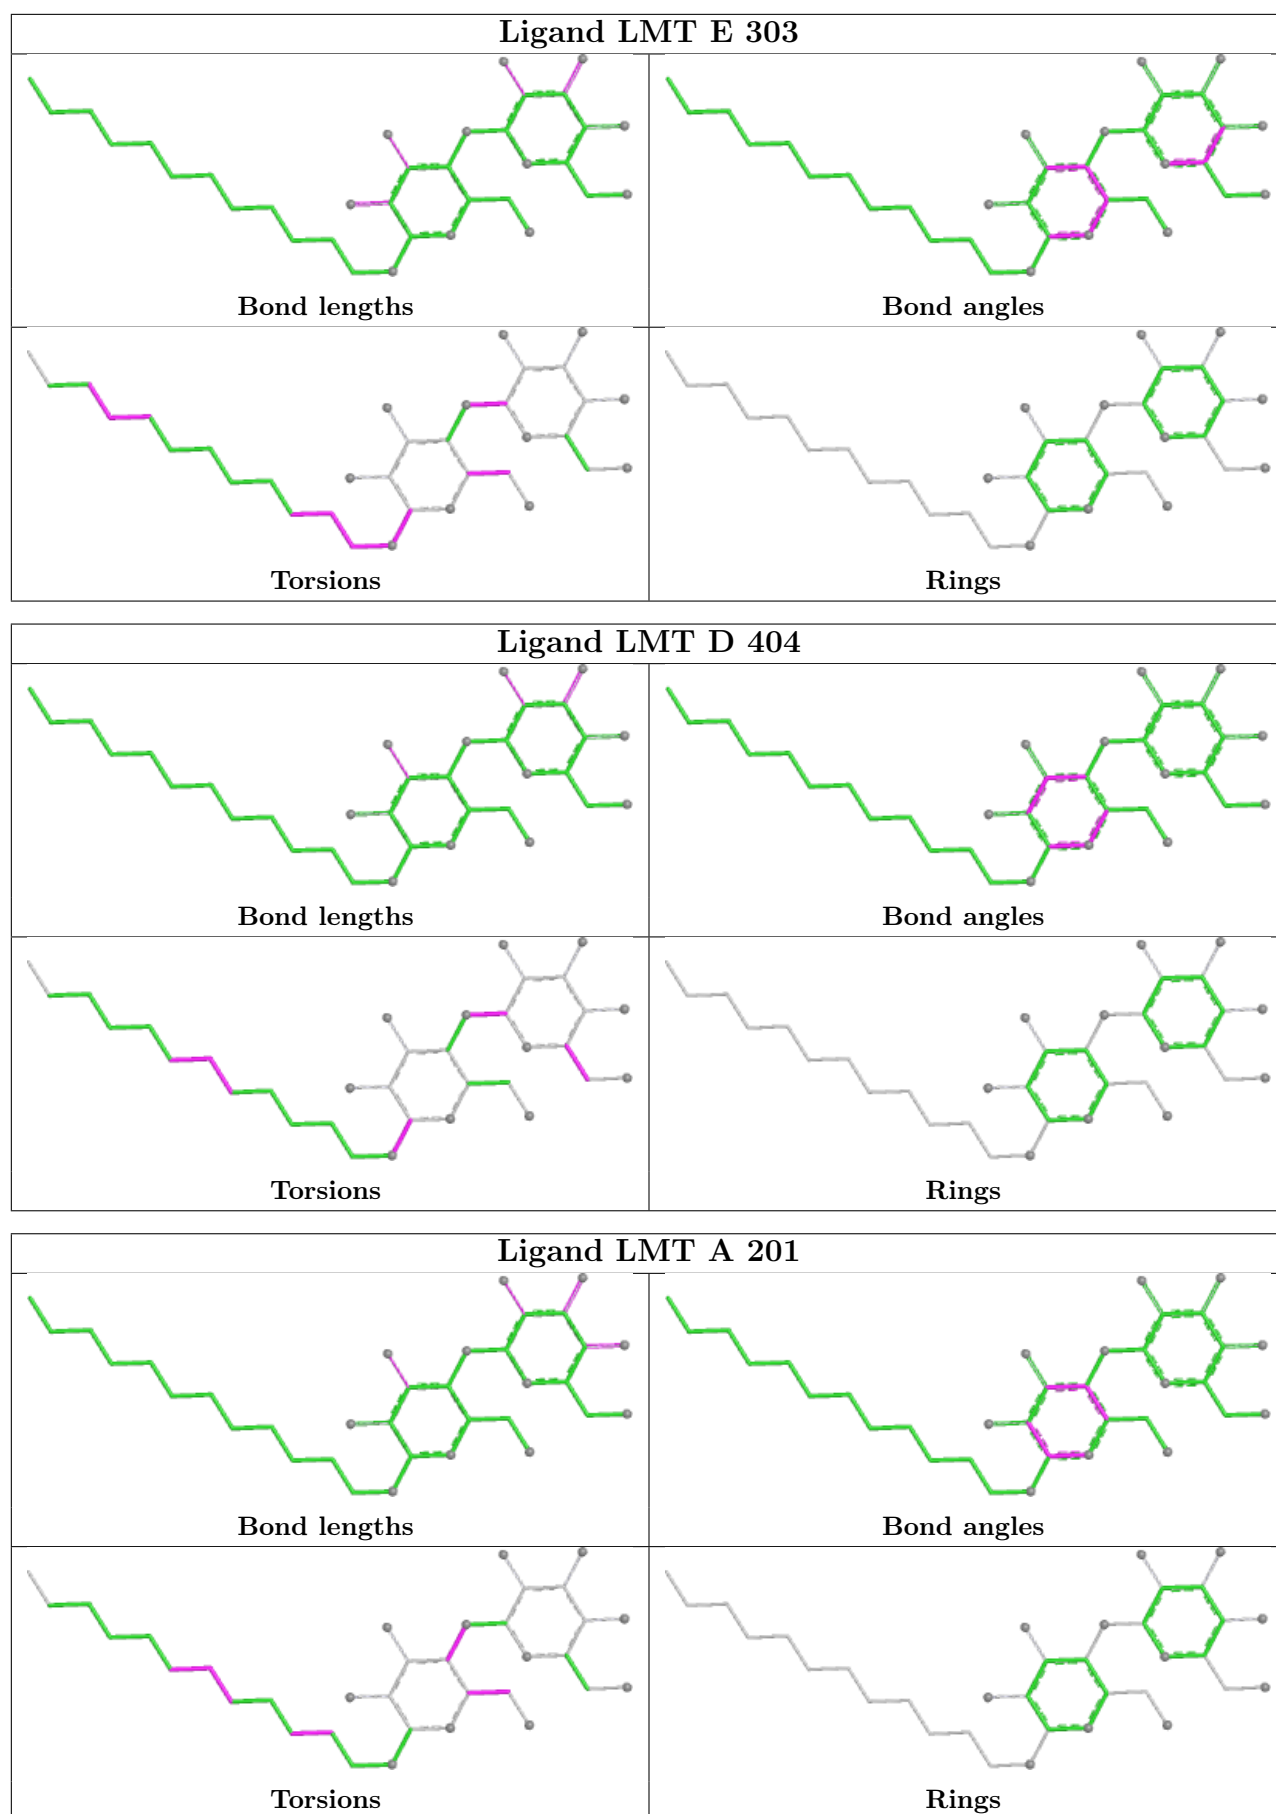 Ligand LMT E 303
Bond lengths
Bond angles
Torsions
Rings
Ligand LMT D 404
Bond lengths
Bond angles
Torsions
Rings
Ligand LMT A 201
Bond lengths
Bond angles
Torsions
Rings